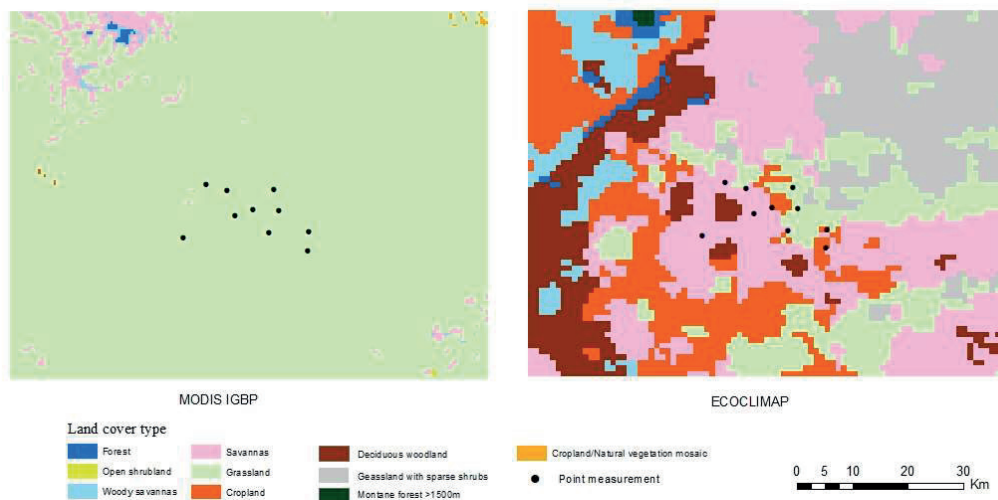 MODIS IGBP
ECOCLIMAP
Land cover type
Forest
Open shrubland
Woody savannas
Savannas
Grassland
Cropland
Deciduous woodland
Geassland with sparse shrubs
Montane forest >1500m
Cropland/Natural vegetation mosaic
Point measurement
0 5 10 20 30
Km